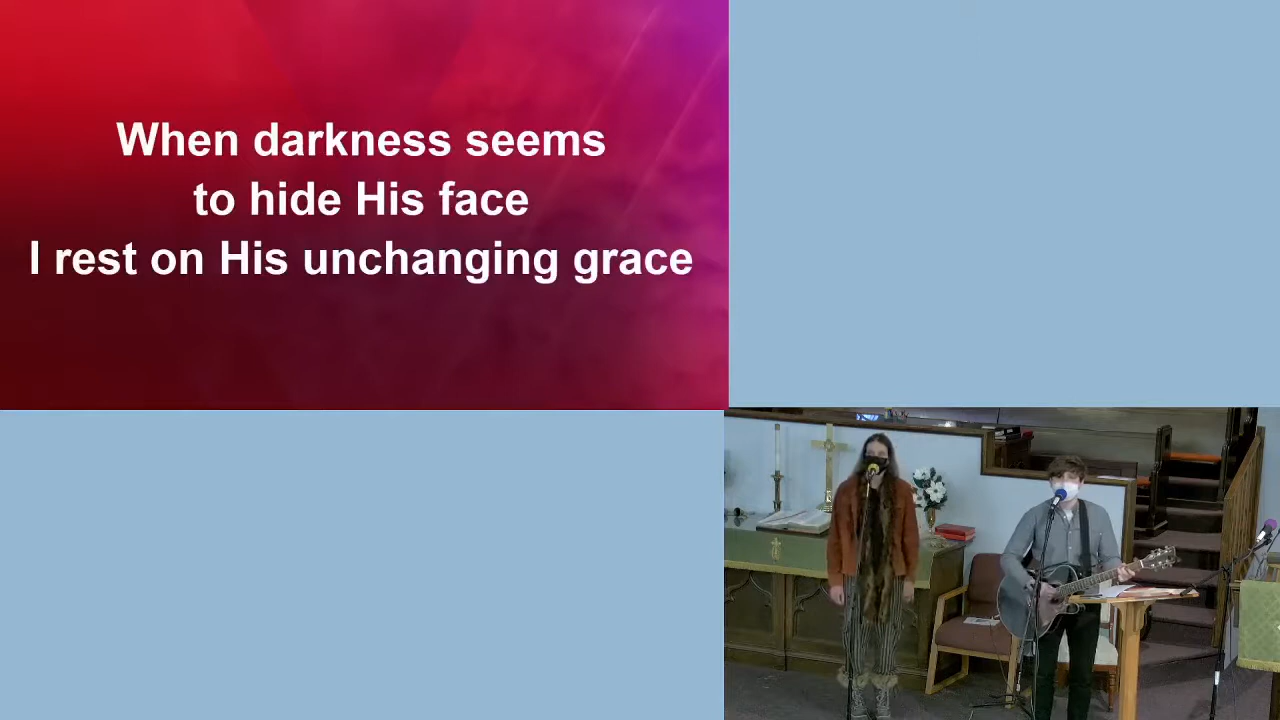 When darkness seems
to hide His face
I rest on His unchanging grace